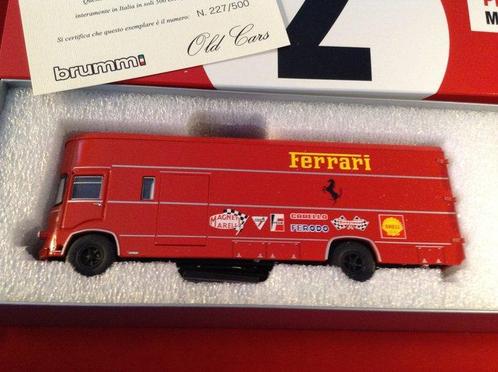 interamente in Italia in soli 500
Si certifica che questo esemplare è il numero: N. 227/500
brumm
Old Cars
2
Ferrari
MAGNETI
MARELLI
CARELLO
FERODO
SHELL